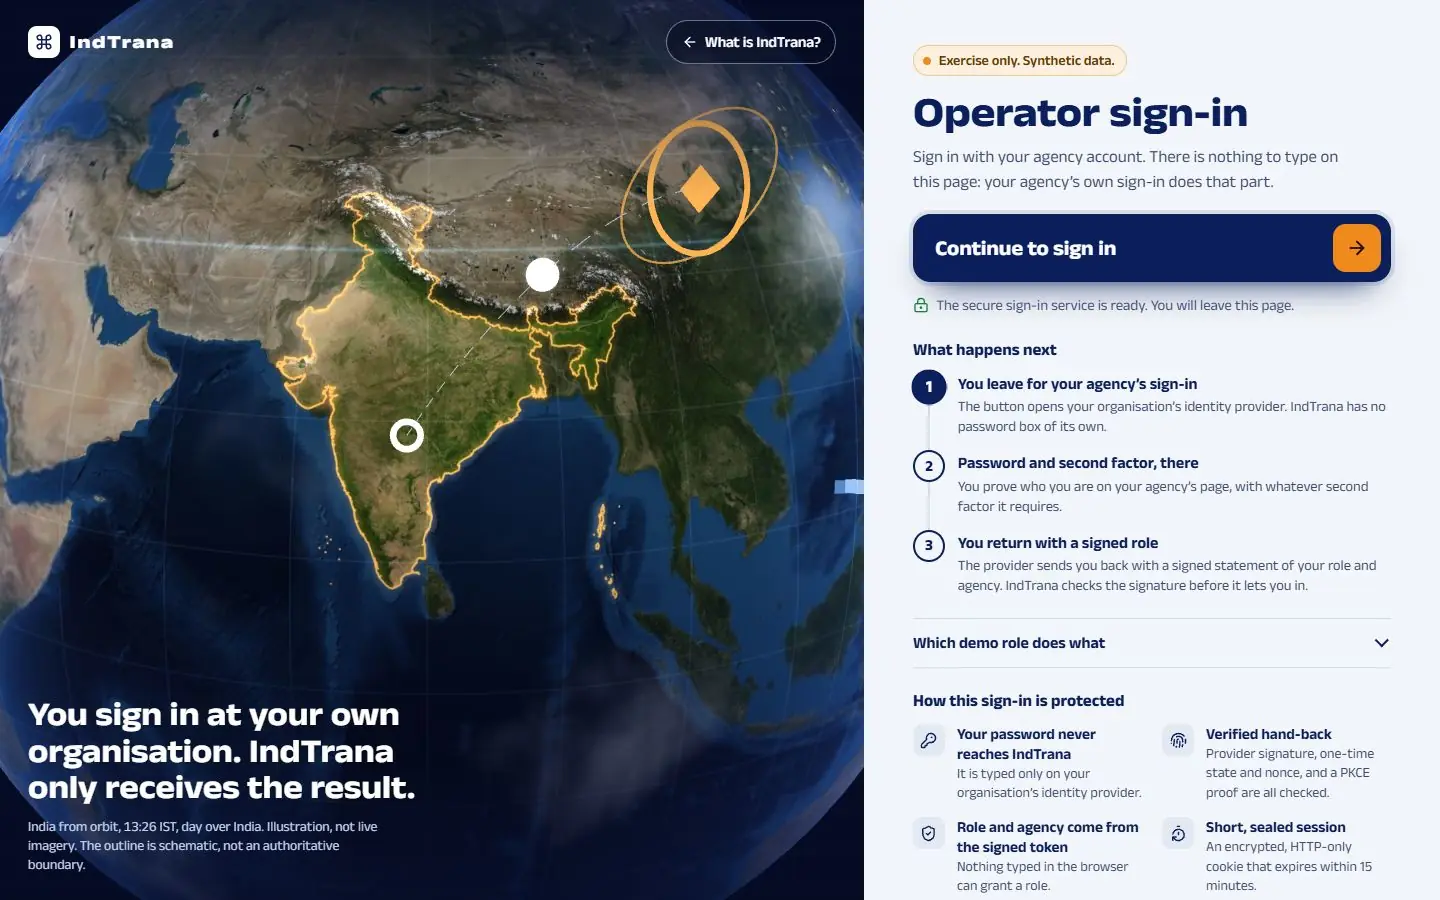 IndTrana
What is IndTrana?
You sign in at your own
organisation. IndTrana
only receives the result.
India from orbit, 13:26 IST, day over India. Illustration, not live
imagery. The outline is schematic, not an authoritative
boundary.
Exercise only. Synthetic data.
Operator sign-in
Sign in with your agency account. There is nothing to type on
this page: your agency’s own sign-in does that part.
Continue to sign in
The secure sign-in service is ready. You will leave this page.
What happens next
1
You leave for your agency’s sign-in
The button opens your organisation’s identity provider. IndTrana has no
password box of its own.
2
Password and second factor, there
You prove who you are on your agency’s page, with whatever second
factor it requires.
3
You return with a signed role
The provider sends you back with a signed statement of your role and
agency. IndTrana checks the signature before it lets you in.
Which demo role does what
How this sign-in is protected
Your password never
reaches IndTrana
It is typed only on your
organisation’s identity provider.
Verified hand-back
Provider signature, one-time
state and nonce, and a PKCE
proof are all checked.
Role and agency come from
the signed token
Nothing typed in the browser
can grant a role.
Short, sealed session
An encrypted, HTTP-only
cookie that expires within 15
minutes.